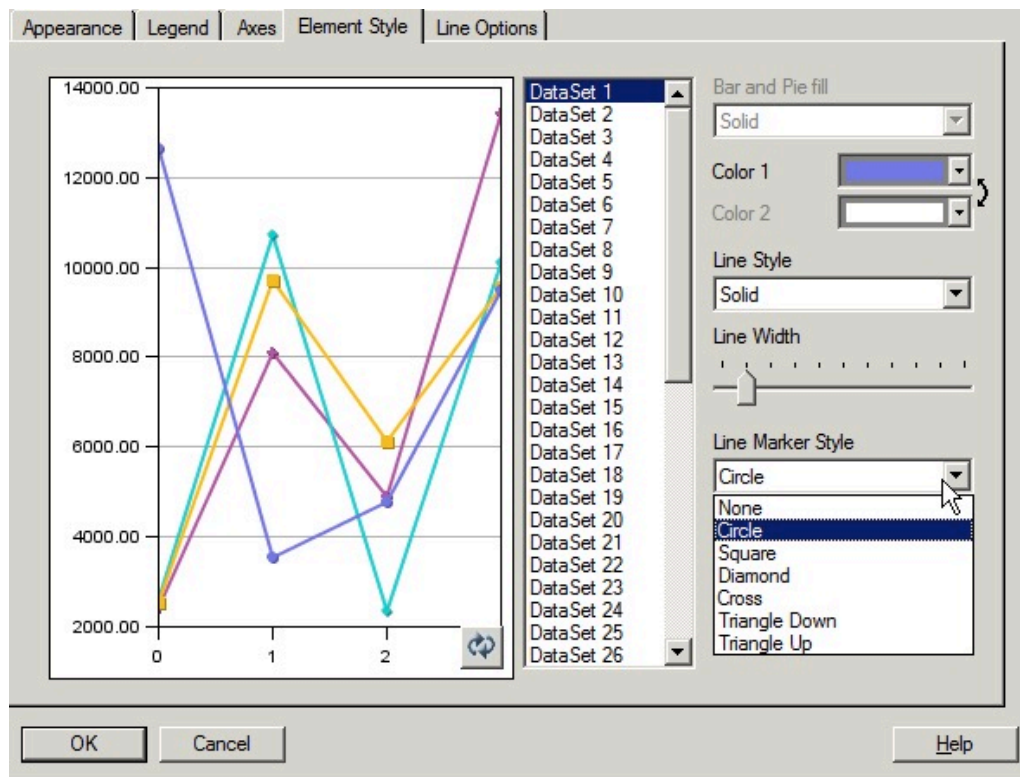 Appearance Legend Axes Element Style Line Options
14000.00
12000.00
10000.00
8000.00
6000.00
4000.00
2000.00
0 1 2
DataSet 1
DataSet 2
DataSet 3
DataSet 4
DataSet 5
DataSet 6
DataSet 7
DataSet 8
DataSet 9
DataSet 10
DataSet 11
DataSet 12
DataSet 13
DataSet 14
DataSet 15
DataSet 16
DataSet 17
DataSet 18
DataSet 19
DataSet 20
DataSet 21
DataSet 22
DataSet 23
DataSet 24
DataSet 25
DataSet 26
Bar and Pie fill
Solid
Color 1
Color 2
Line Style
Solid
Line Width
Line Marker Style
Circle
None
Circle
Square
Diamond
Cross
Triangle Down
Triangle Up
OK Cancel Help